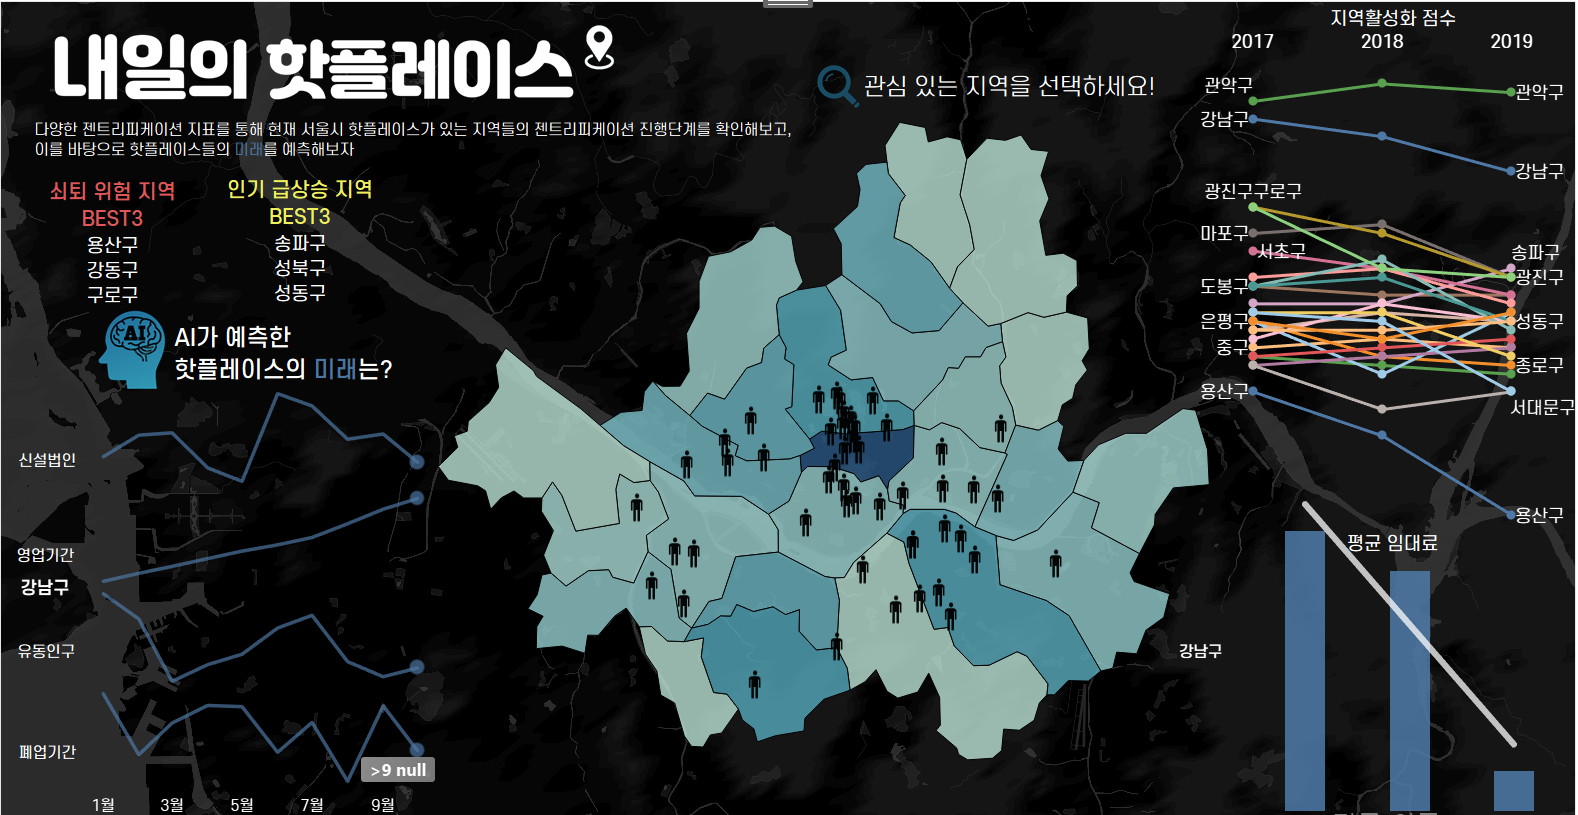 내일의 핫플레이스
다양한 젠트리피케이션 지표를 통해 현재 서울시 핫플레이스가 있는 지역들의 젠트리피케이션 진행단계를 확인해보고,
이를 바탕으로 핫플레이스들의 미래를 예측해보자
쇠퇴 위험 지역
BEST3
용산구
강동구
구로구
인기 급상승 지역
BEST3
송파구
성북구
성동구
AI
AI가 예측한
핫플레이스의 미래는?
신설법인
영업기간
강남구
유동인구
폐업기간
>9 null
1월 3월 5월 7월 9월
관심 있는 지역을 선택하세요!
지역활성화 점수
2017 2018 2019
관악구
강남구
광진구구로구
마포구
서초구
도봉구
은평구
중구
용산구
관악구
강남구
송파구
광진구
성동구
종로구
서대문구
용산구
평균 임대료
강남구